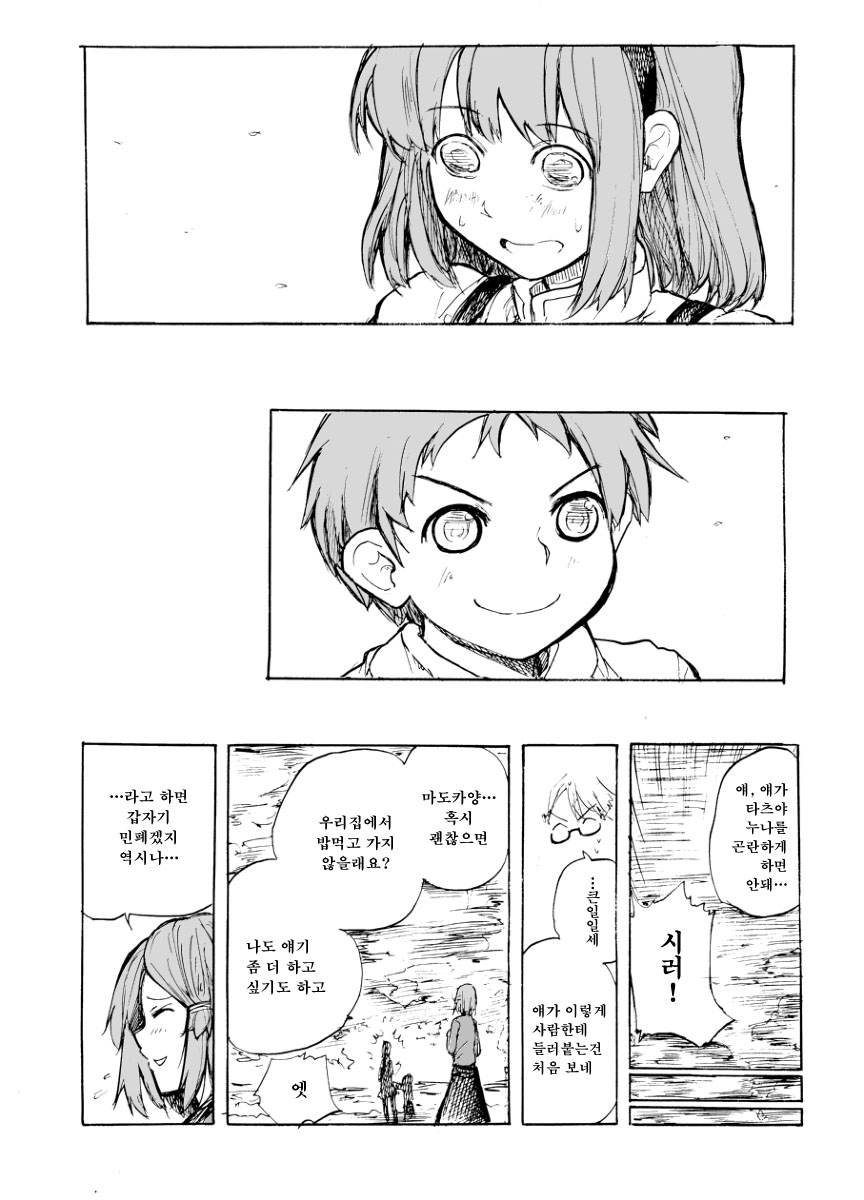 얘, 얘가
타츠야
누나를
곤란하게
하면
안돼…
시러!
…큰일일세
얘가 이렇게
사람한테
들러붙는건
처음 보네
마도카양…
혹시
괜찮으면
우리집에서
밥먹고 가지
않을래요?
나도 얘기
좀 더 하고
싶기도 하고
엣
…라고 하면
갑자기
민폐겠지
역시나…